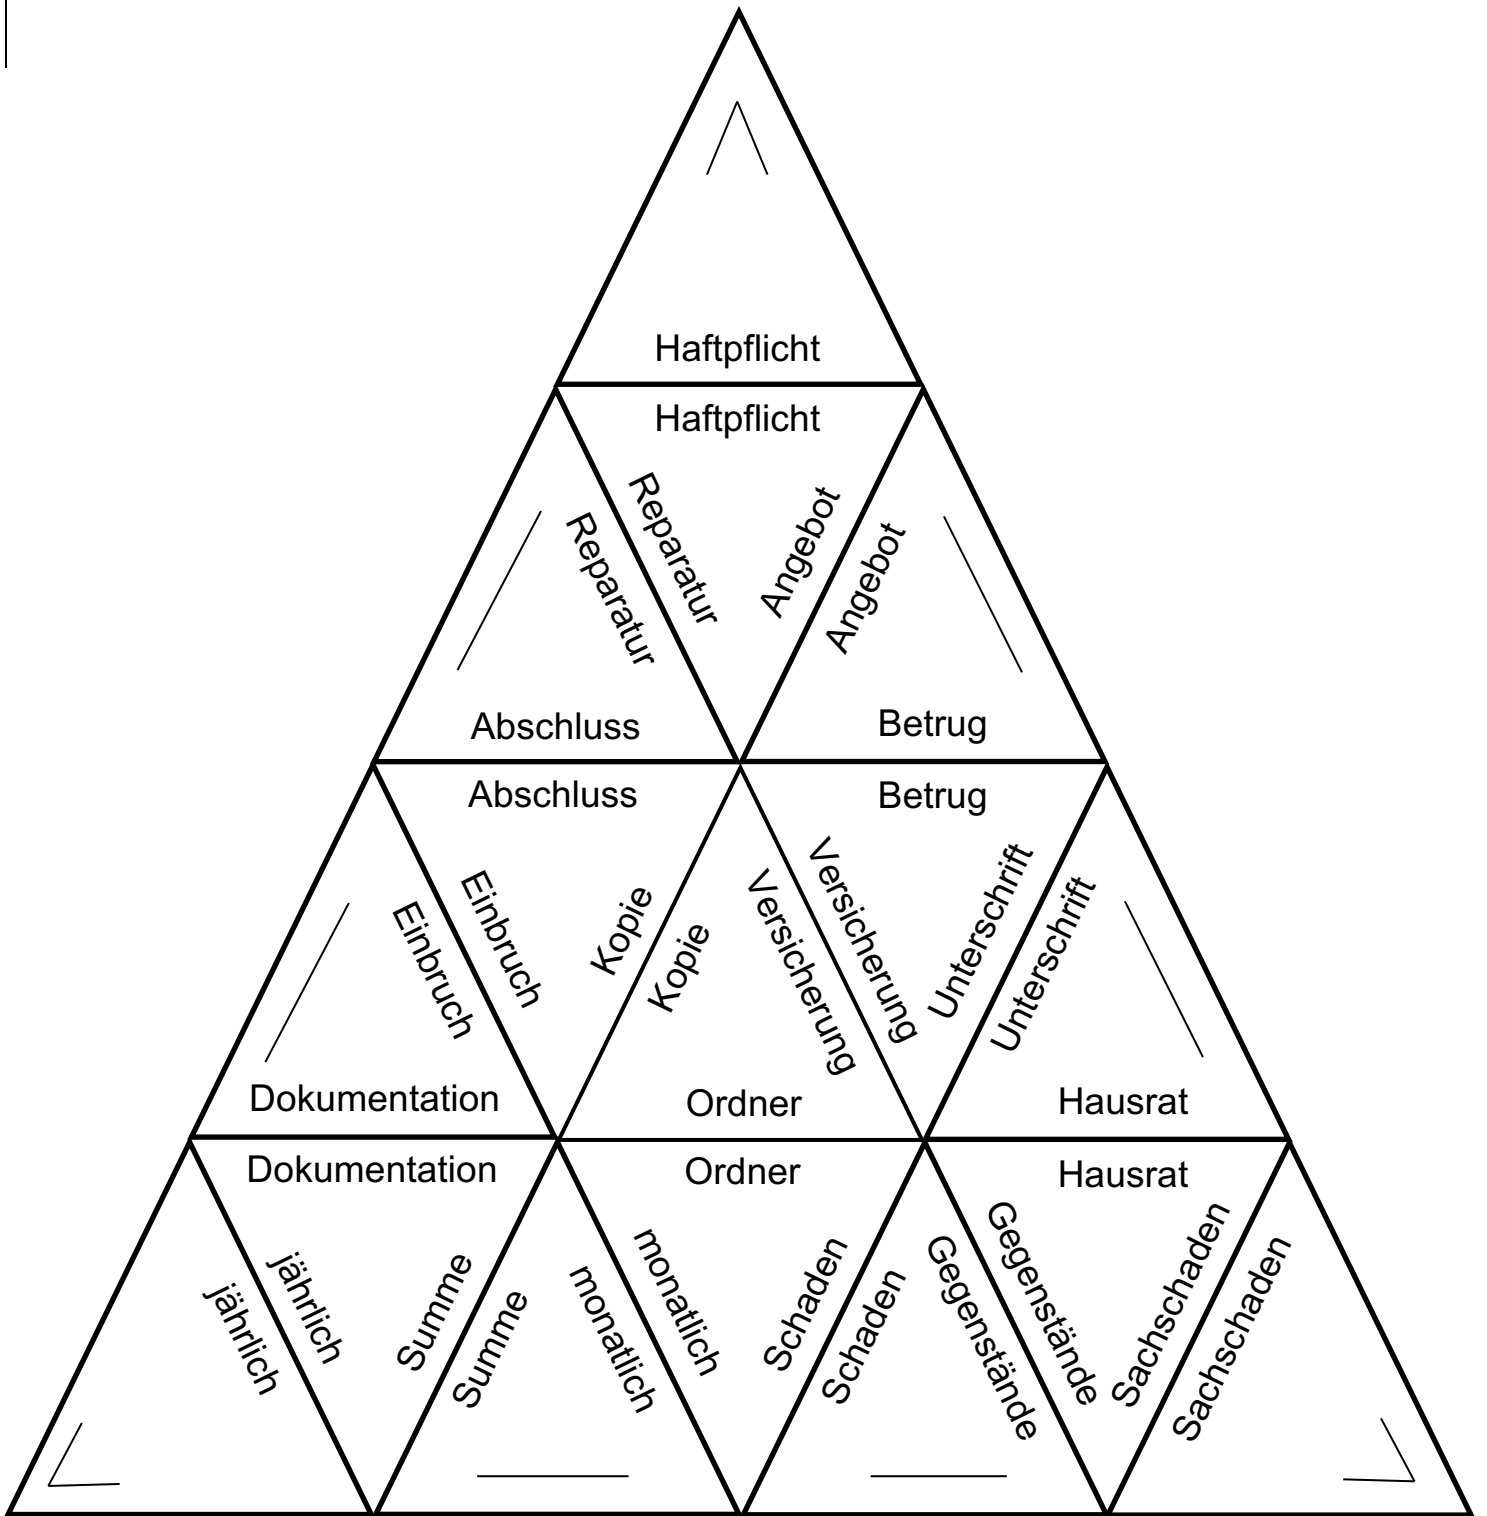 Haftpflicht
Haftpflicht
Reparatur
Reparatur
Angebot
Angebot
Abschluss
Betrug
Abschluss
Betrug
Einbruch
Einbruch
Kopie
Kopie
Versicherung
Versicherung
Unterschrift
Unterschrift
Dokumentation
Ordner
Hausrat
Dokumentation
Ordner
Hausrat
jährlich
jährlich
Summe
Summe
monatlich
monatlich
Schaden
Schaden
Gegenstände
Gegenstände
Sachschaden
Sachschaden